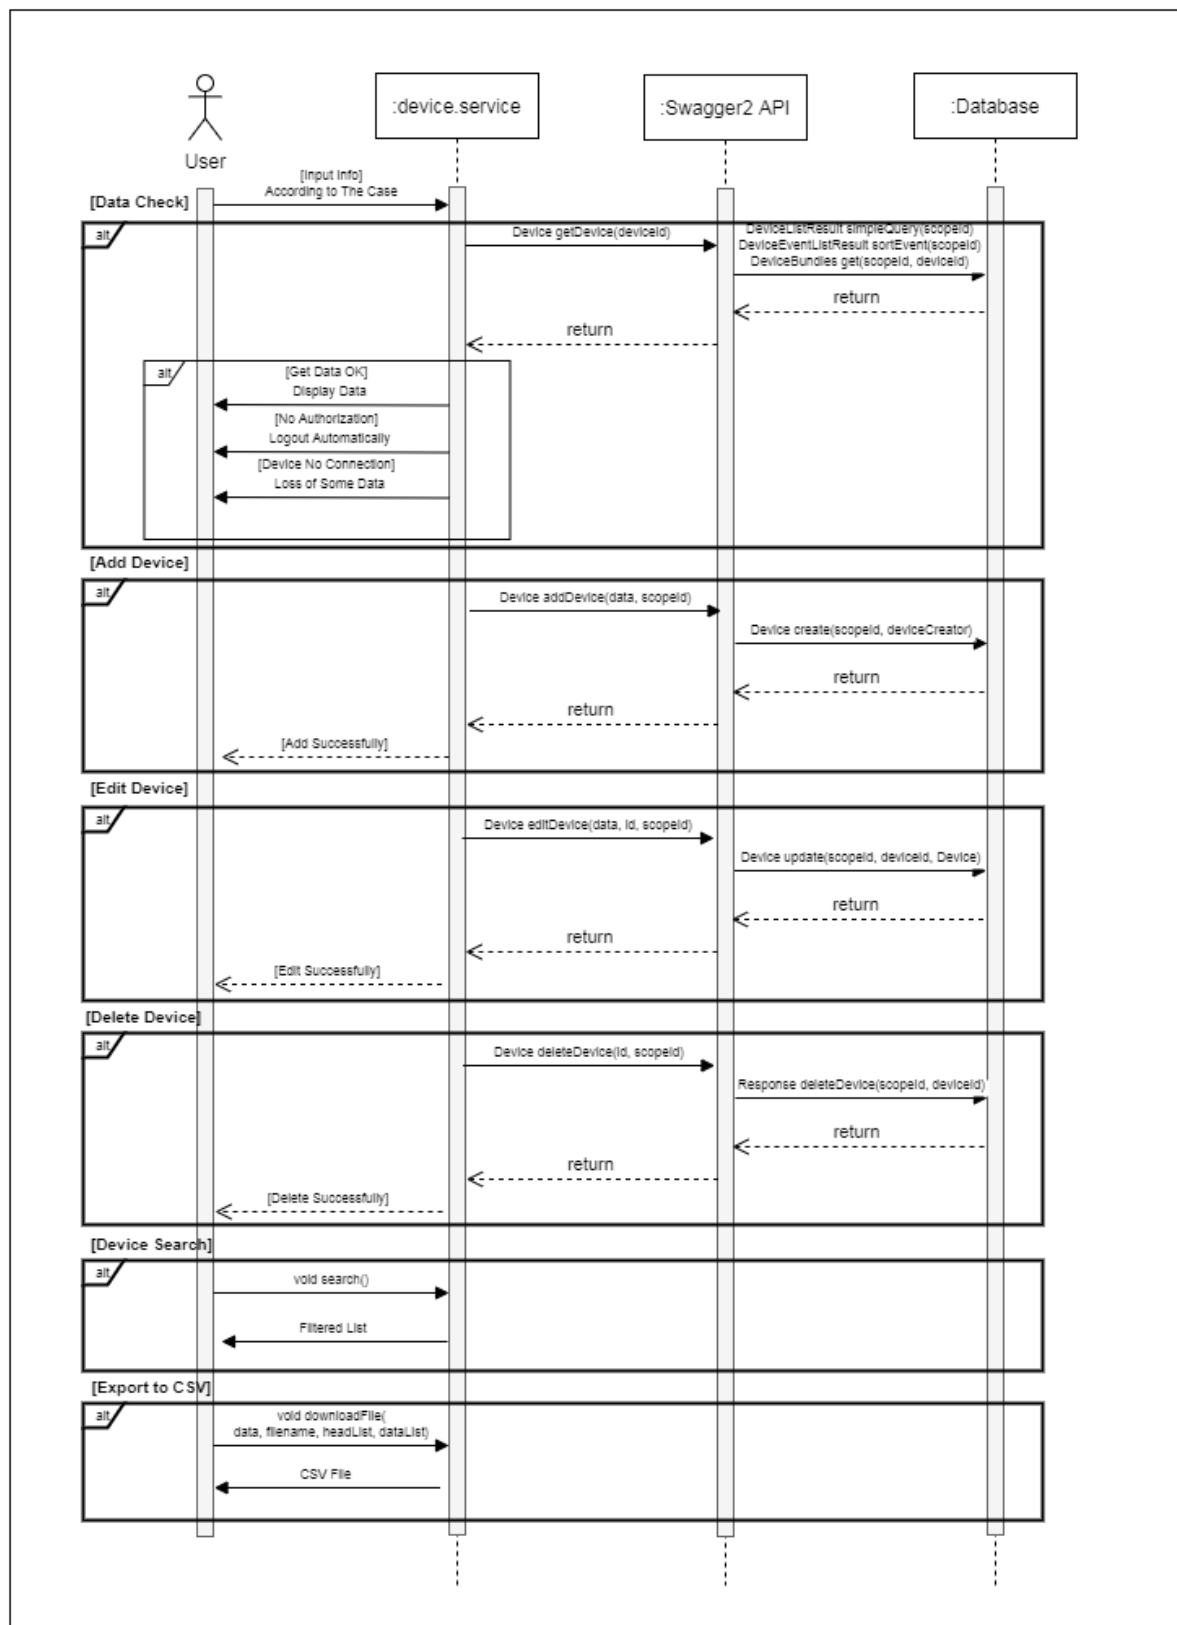 :device.service
:Swagger2 API
:Database
User
[Input Info]
According to The Case
[Data Check]
alt
Device getDevice(deviceId)
DeviceListResult simpleQuery(scopeId)
DeviceEventListResult sortEvent(scopeId)
DeviceBundles get(scopeId, deviceId)
return
return
alt
[Get Data OK]
Display Data
[No Authorization]
Logout Automatically
[Device No Connection]
Loss of Some Data
[Add Device]
alt
Device addDevice(data, scopeId)
Device create(scopeId, deviceCreator)
return
return
[Add Successfully]
[Edit Device]
alt
Device editDevice(data, id, scopeId)
Device update(scopeId, deviceId, Device)
return
return
[Edit Successfully]
[Delete Device]
alt
Device deleteDevice(id, scopeId)
Response deleteDevice(scopeId, deviceId)
return
return
[Delete Successfully]
[Device Search]
alt
void search()
Filtered List
[Export to CSV]
alt
void downloadFile(
data, filename, headList, dataList)
CSV File